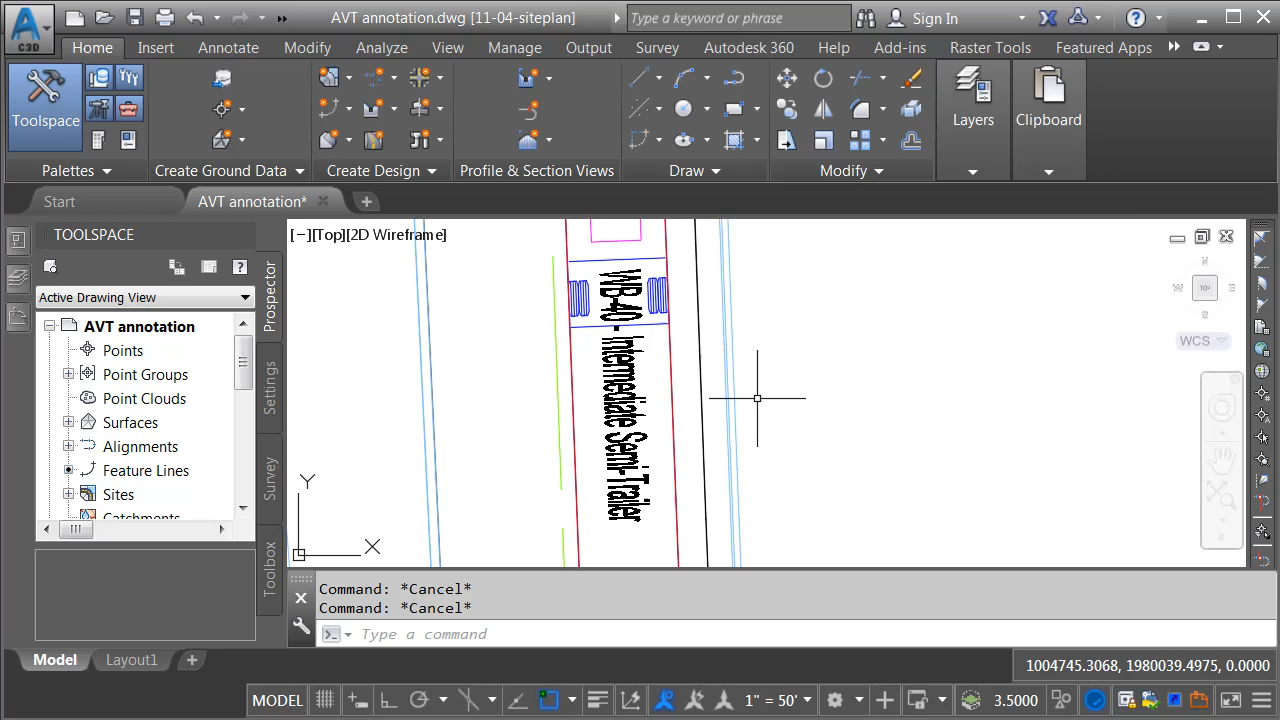 AVT annotation.dwg [11-04-siteplan]
Type a keyword or phrase
Sign In
C3D
Home Insert Annotate Modify Analyze View Manage Output Survey Autodesk 360 Help Add-ins Raster Tools Featured Apps
Toolspace
Layers
Clipboard
Palettes
Create Ground Data
Create Design
Profile & Section Views
Draw
Modify
Start
AVT annotation*
TOOLSPACE
Active Drawing View
AVT annotation
Points
Point Groups
Point Clouds
Surfaces
Alignments
Feature Lines
Sites
Catchments
Prospector
Settings
Survey
Toolbox
[−][Top][2D Wireframe]
WB-40 - Intermediate Semi-Trailer
N
W TOP E
S
WCS
Y
X
Command: *Cancel*
Command: *Cancel*
Type a command
Model
Layout1
1004745.3068, 1980039.4975, 0.0000
MODEL
1" = 50'
3.5000